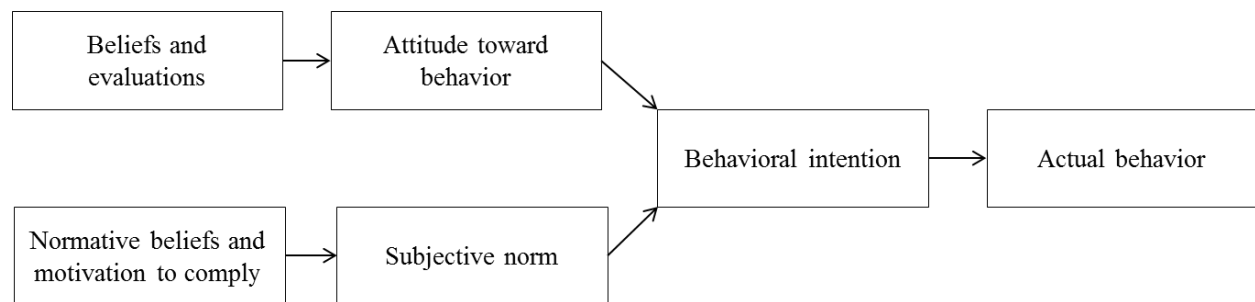 Beliefs and
evaluations
Attitude toward
behavior
Behavioral intention
Actual behavior
Normative beliefs and
motivation to comply
Subjective norm